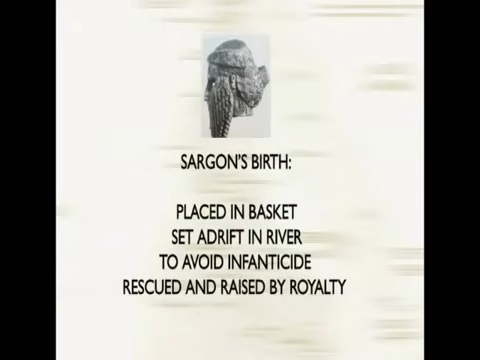 SARGON'S BIRTH:
PLACED IN BASKET
SET ADRIFT IN RIVER
TO AVOID INFANTICIDE
RESCUED AND RAISED BY ROYALTY